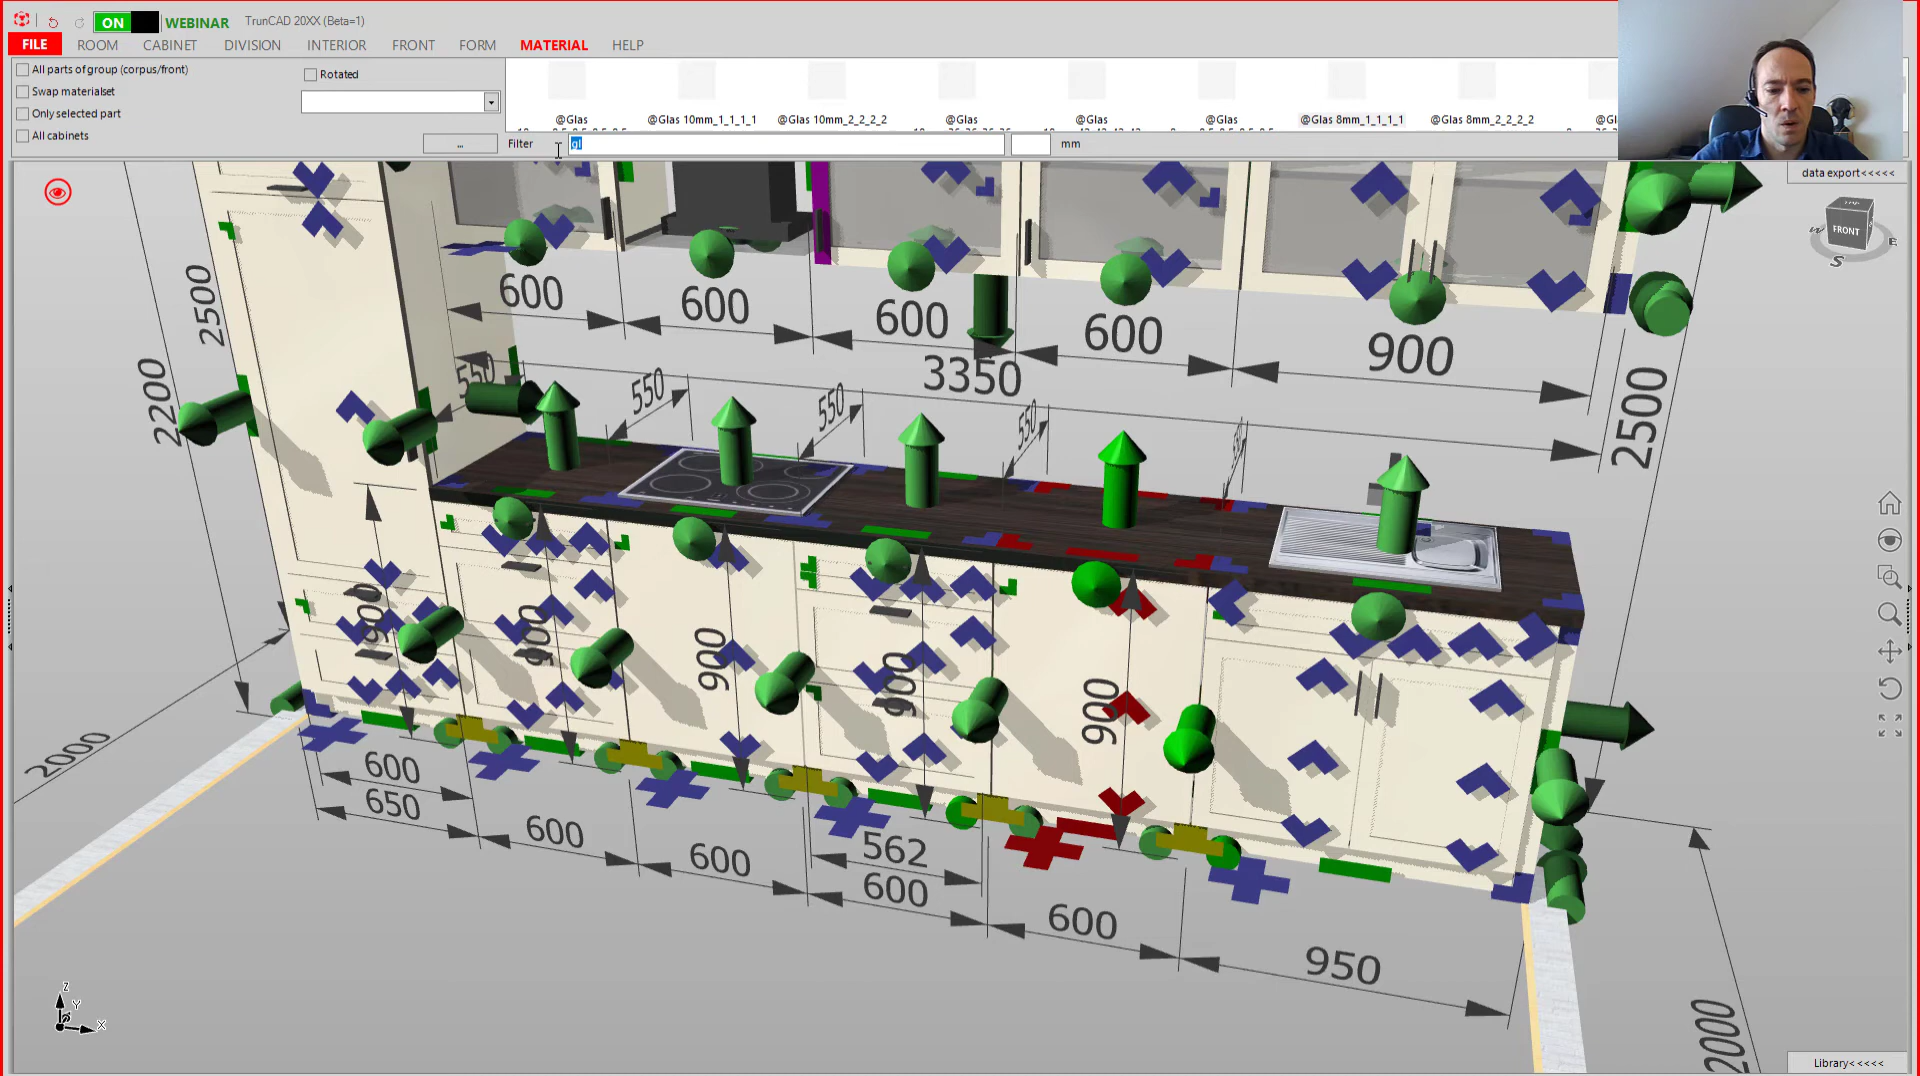 ON WEBINAR TrunCAD 20XX (Beta=1)
FILE ROOM CABINET DIVISION INTERIOR FRONT FORM MATERIAL HELP
All parts of group (corpus/front)
Rotated
Swap materialset
Only selected part
All cabinets
...
@Glas
@Glas 10mm_1_1_1_1
@Glas 10mm_2_2_2_2
@Glas
@Glas
@Glas
@Glas 8mm_1_1_1_1
@Glas 8mm_2_2_2_2
Filter gl mm
data export<<<<<
FRONT
W
E
S
2500
2200
600
600
600
600
900
3350
550
550
550
550
2500
900
900
900
900
900
2000
600
650
600
600
562
600
600
950
2000
Z
Y
X
Library<<<<<